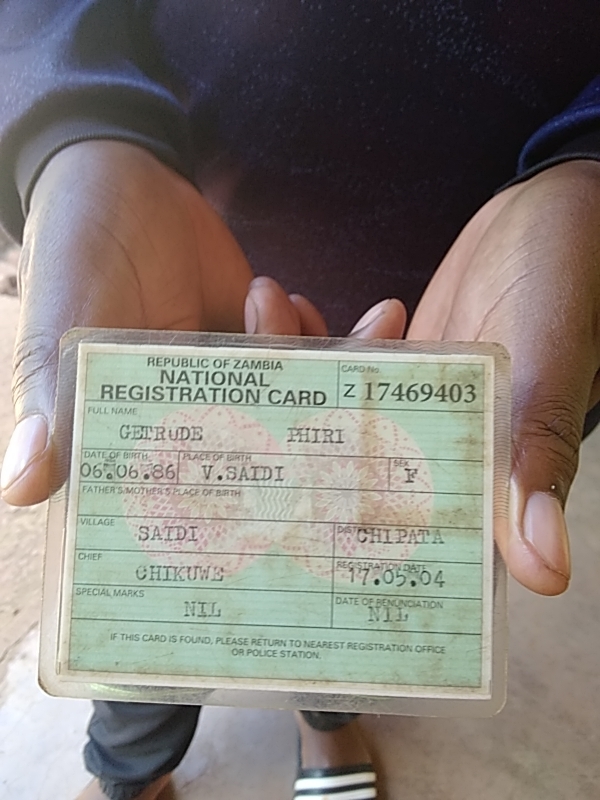 REPUBLIC OF ZAMBIA
NATIONAL
REGISTRATION CARD
CARD No.
Z 17469403
FULL NAME
GETRUDE PHIRI
DATE OF BIRTH
06.06.86
PLACE OF BIRTH
V.SAIDI
SEX
F
FATHER'S/MOTHER'S PLACE OF BIRTH
VILLAGE
SAIDI
DISTRICT
CHIPATA
CHIEF
CHIKUWE
REGISTRATION DATE
17.05.04
SPECIAL MARKS
NIL
DATE OF RENUNCIATION
NIL
IF THIS CARD IS FOUND, PLEASE RETURN TO NEAREST REGISTRATION OFFICE
OR POLICE STATION.